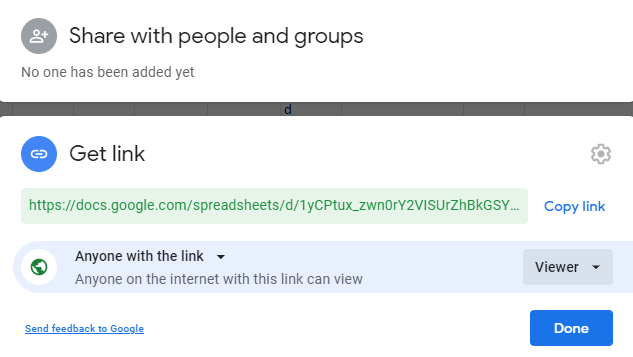 Share with people and groups
No one has been added yet
d
Get link
https://docs.google.com/spreadsheets/d/1yCPtux_zwn0rY2VISUrZhBkGSY...
Copy link
Anyone with the link
Anyone on the internet with this link can view
Viewer
Send feedback to Google
Done